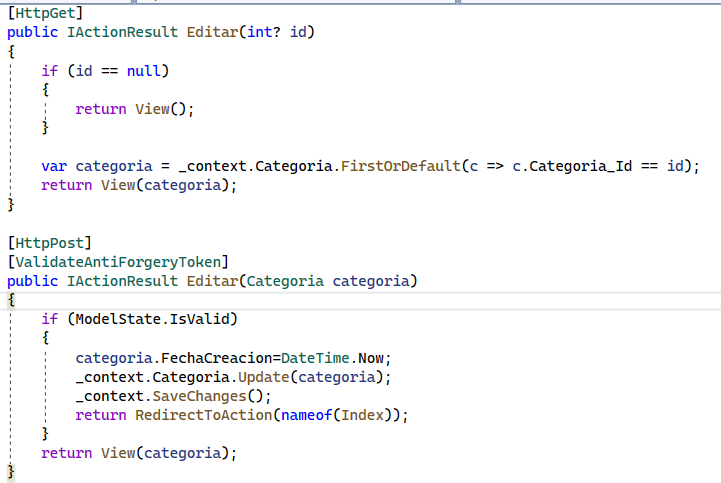 [HttpGet]
public IActionResult Editar(int? id)
{
    if (id == null)
    {
        return View();
    }

    var categoria = _context.Categoria.FirstOrDefault(c => c.Categoria_Id == id);
    return View(categoria);
}

[HttpPost]
[ValidateAntiForgeryToken]
public IActionResult Editar(Categoria categoria)
{
    if (ModelState.IsValid)
    {
        categoria.FechaCreacion=DateTime.Now;
        _context.Categoria.Update(categoria);
        _context.SaveChanges();
        return RedirectToAction(nameof(Index));
    }
    return View(categoria);
}